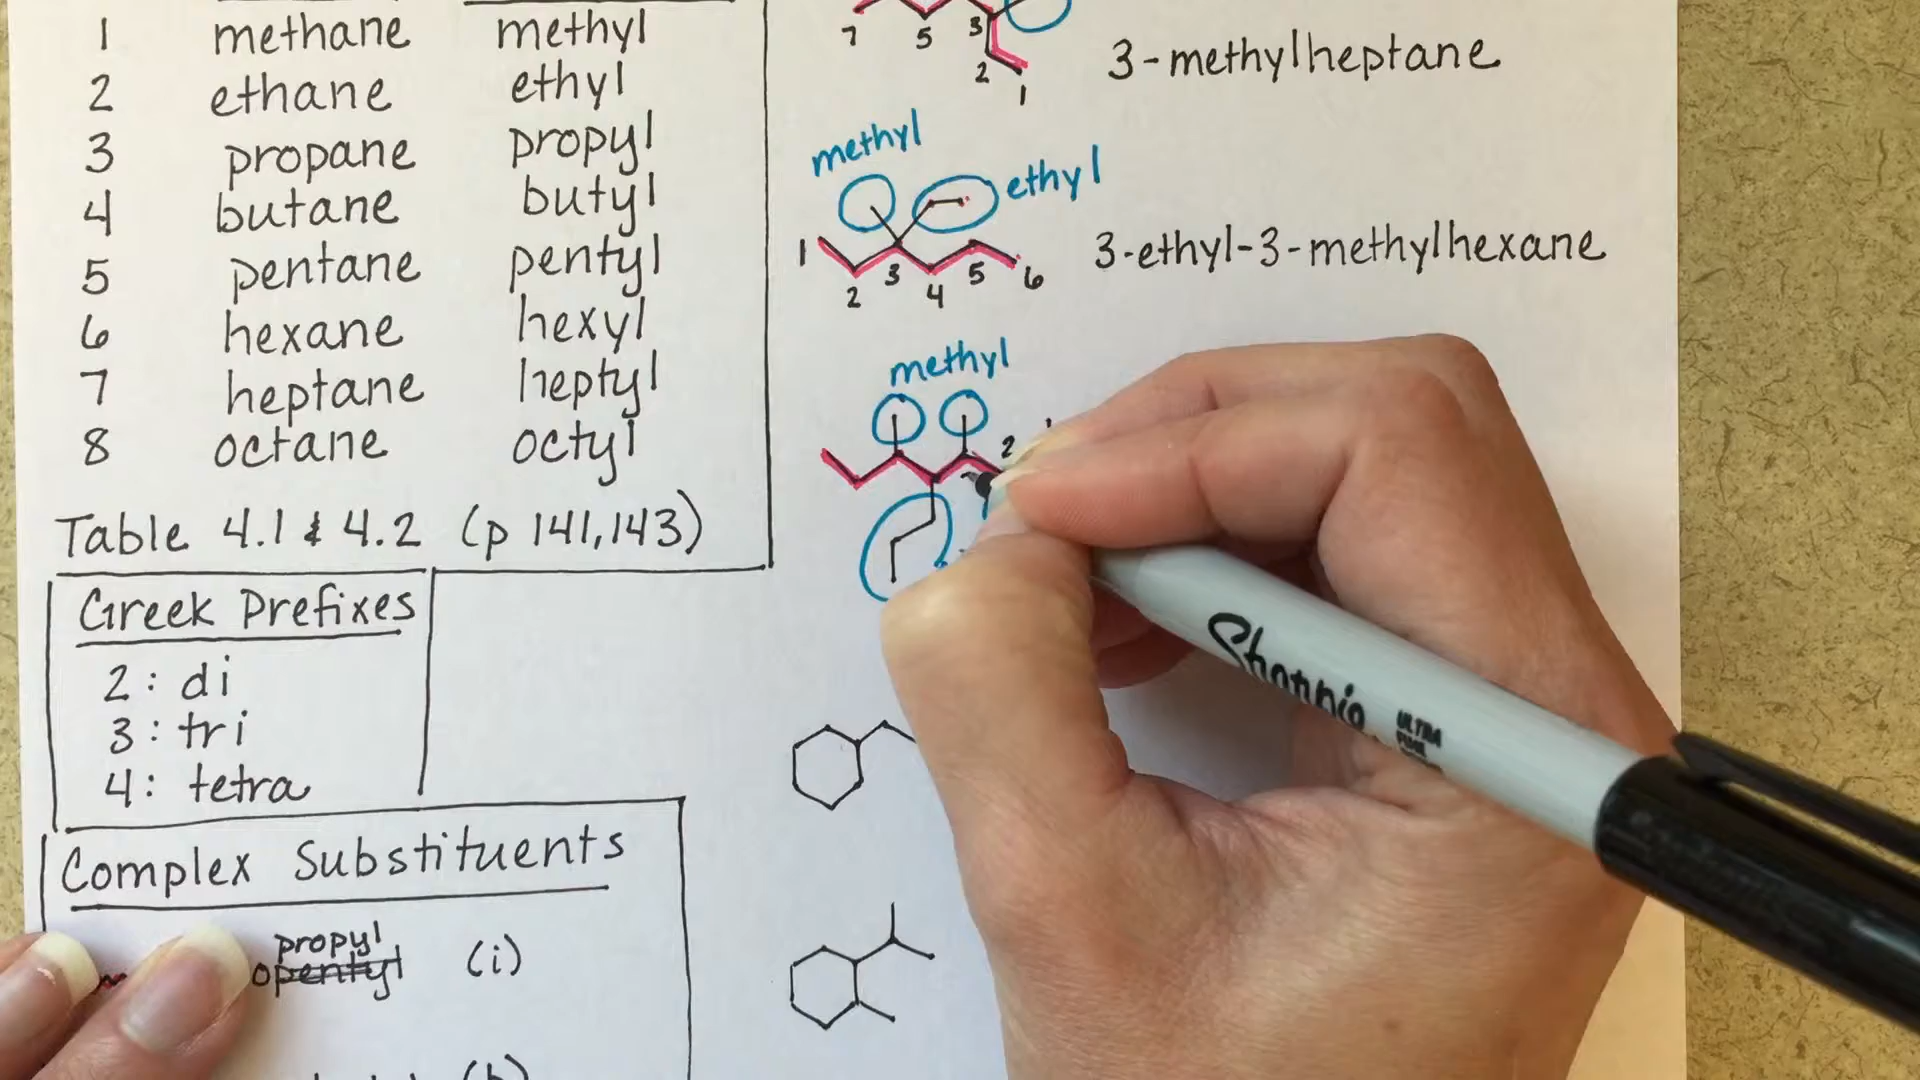 1 methane methyl
2 ethane ethyl
3 propane propyl
4 butane butyl
5 pentane pentyl
6 hexane hexyl
7 heptane heptyl
8 octane octyl
Table 4.1 & 4.2 (p 141,143)
Greek Prefixes
2: di
3: tri
4: tetra
Complex Substituents
propyl
(i)
7 5 3
2
1
3-methylheptane
methyl
ethyl
1 3 5
2 4 6
3-ethyl-3-methylhexane
methyl
2
Sharpie
ULTRA
FINE